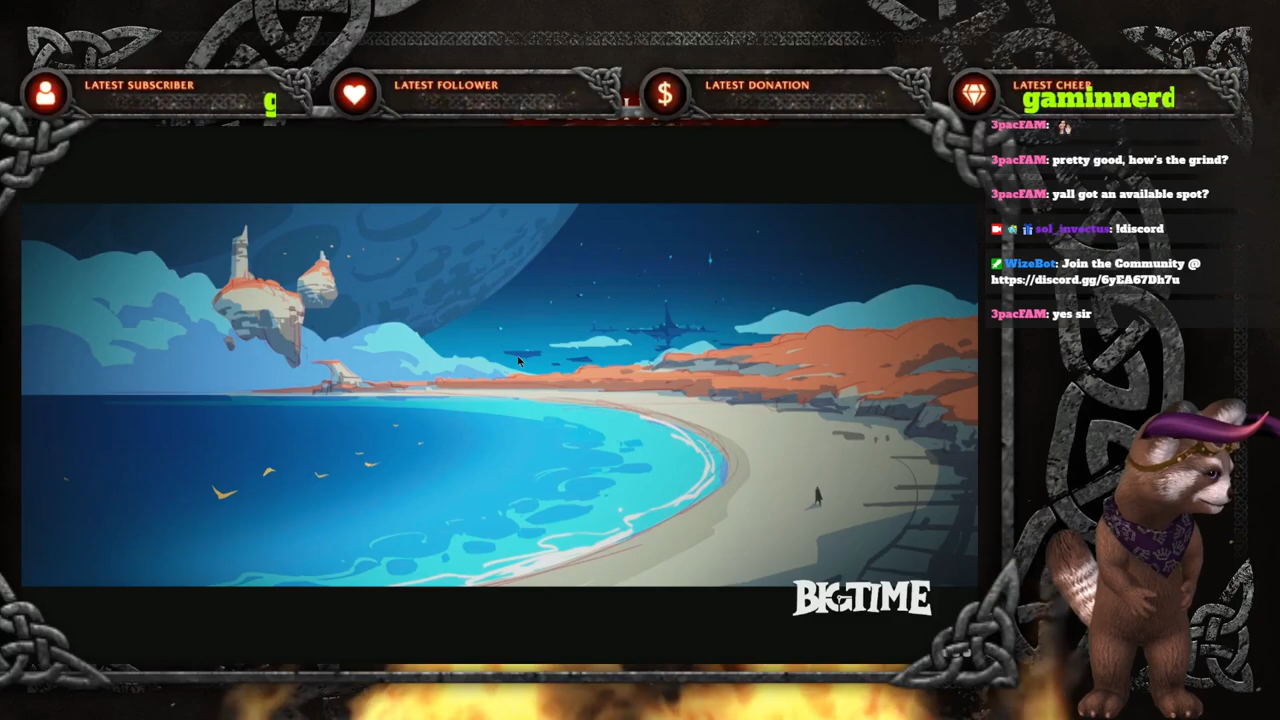 LATEST SUBSCRIBER
g
LATEST FOLLOWER
LATEST DONATION
LATEST CHEER
gaminnerd
3pacFAM:
3pacFAM: pretty good, how's the grind?
3pacFAM: yall got an available spot?
sol_invectus: !discord
WizeBot: Join the Community @
https://discord.gg/6yEA67Dh7u
3pacFAM: yes sir
BIGTIME